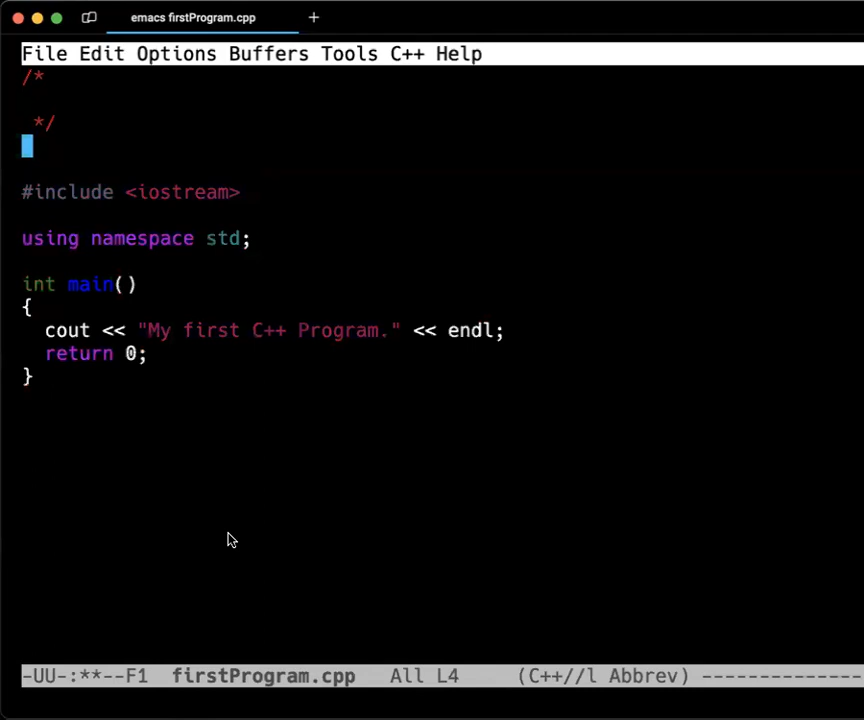 emacs firstProgram.cpp
File Edit Options Buffers Tools C++ Help
/*
*/
#include <iostream>
using namespace std;
int main()
{
cout << "My first C++ Program." << endl;
return 0;
}
-UU-:**--F1 firstProgram.cpp All L4 (C++//l Abbrev) --------------